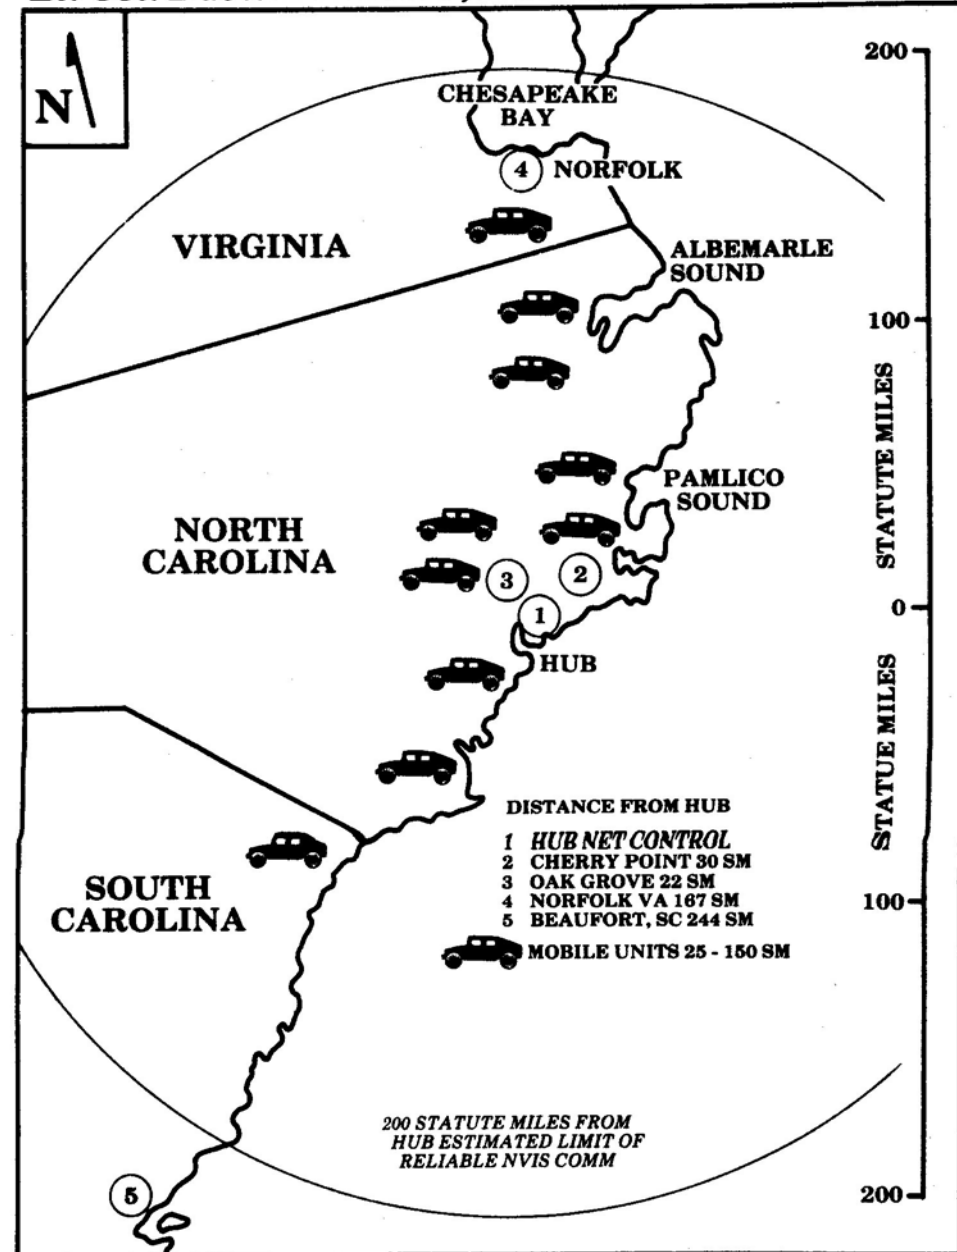 N
200
CHESAPEAKE
BAY
4 NORFOLK
VIRGINIA
ALBEMARLE
SOUND
100
STATUTE MILES
PAMLICO
SOUND
NORTH
CAROLINA
3
2
1
0
HUB
STATUE MILES
DISTANCE FROM HUB
1 HUB NET CONTROL
2 CHERRY POINT 30 SM
3 OAK GROVE 22 SM
4 NORFOLK VA 167 SM
5 BEAUFORT, SC 244 SM
MOBILE UNITS 25 - 150 SM
SOUTH
CAROLINA
100
200 STATUTE MILES FROM
HUB ESTIMATED LIMIT OF
RELIABLE NVIS COMM
5
200